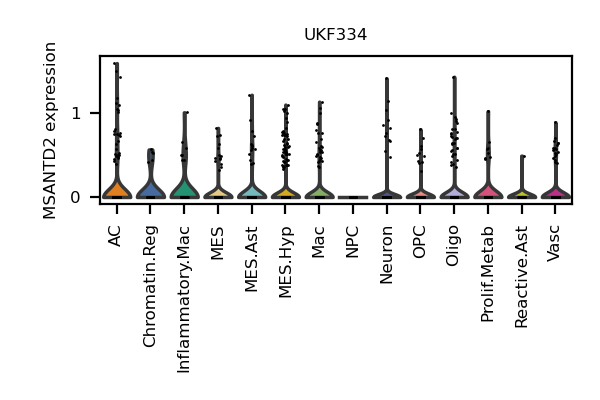 UKF334
MSANTD2 expression
1
0
AC
Chromatin.Reg
Inflammatory.Mac
MES
MES.Ast
MES.Hyp
Mac
NPC
Neuron
OPC
Oligo
Prolif.Metab
Reactive.Ast
Vasc